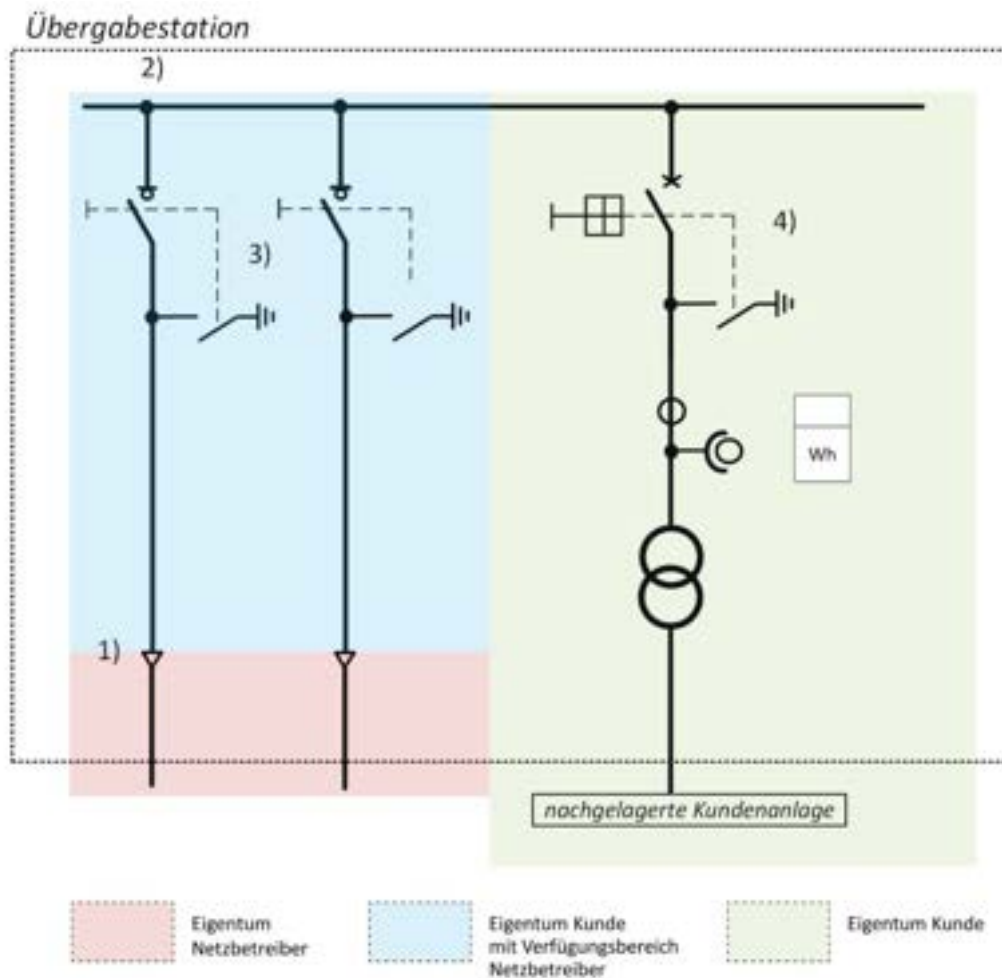 Übergabestation
2)
3)
4)
Wh
1)
nachgelagerte Kundenanlage
Eigentum
Netzbetreiber
Eigentum Kunde
mit Verfügungsbereich
Netzbetreiber
Eigentum Kunde